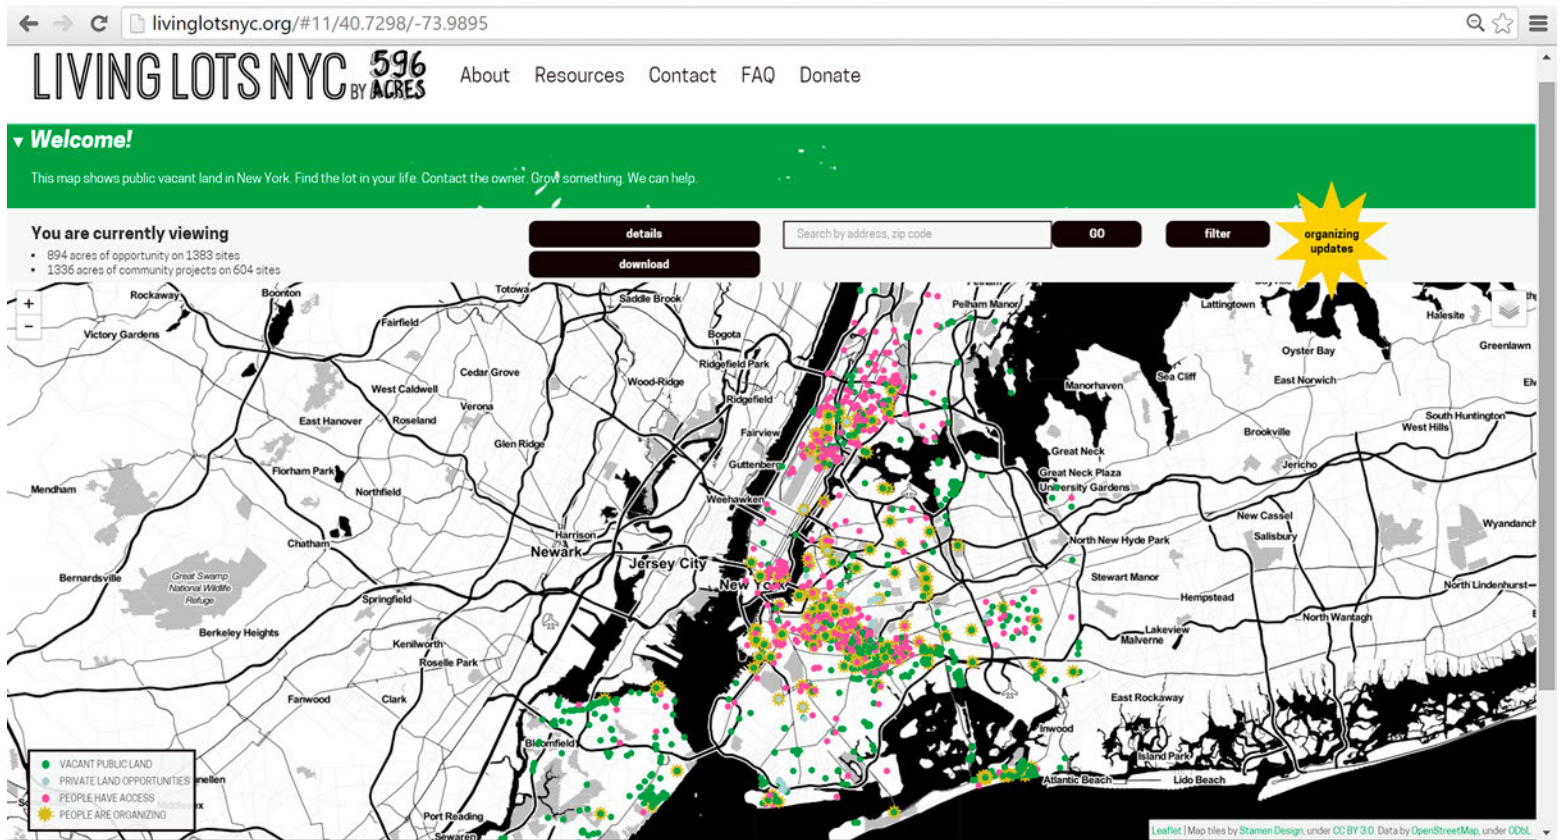 livinglotsnyc.org/#11/40.7298/-73.9895
LIVING LOTS NYC BY 596 ACRES
About Resources Contact FAQ Donate
▼ Welcome!
This map shows public vacant land in New York. Find the lot in your life. Contact the owner. Grow something. We can help.
You are currently viewing
• 894 acres of opportunity on 1383 sites
• 1336 acres of community projects on 604 sites
details
download
Search by address, zip code
GO
filter
organizing
updates
+
−
Rockaway
Boonton
Totowa
Saddle Brook
Pelham
Pelham Manor
Lattingtown
Halesite
Victory Gardens
Fairfield
Bogota
Oyster Bay
Greenlawn
Ridgefield Park
Cedar Grove
West Caldwell
Wood-Ridge
Manorhaven
Sea Cliff
East Norwich
Ridgefield
Verona
East Hanover
Roseland
Fairview
South Huntington
West Hills
Brookville
Glen Ridge
Great Neck
Guttenberg
Jericho
Florham Park
Great Neck Plaza
University Gardens
Mendham
Northfield
Weehawken
New Cassel
Wyandanch
Harrison
Salisbury
Chatham
Newark
North New Hyde Park
Jersey City
Bernardsville
Great Swamp
National Wildlife
Refuge
New York
Stewart Manor
North Lindenhurst
Springfield
Hempstead
North Wantagh
Berkeley Heights
Kenilworth
Lakeview
Malverne
Roselle Park
Fanwood
Clark
East Rockaway
Inwood
Bloomfield
Island Park
Atlantic Beach
Lido Beach
VACANT PUBLIC LAND
PRIVATE LAND OPPORTUNITIES
PEOPLE HAVE ACCESS
PEOPLE ARE ORGANIZING
Port Reading
Sewaren
Leaflet | Map tiles by Stamen Design, under CC BY 3.0. Data by OpenStreetMap, under ODbL.